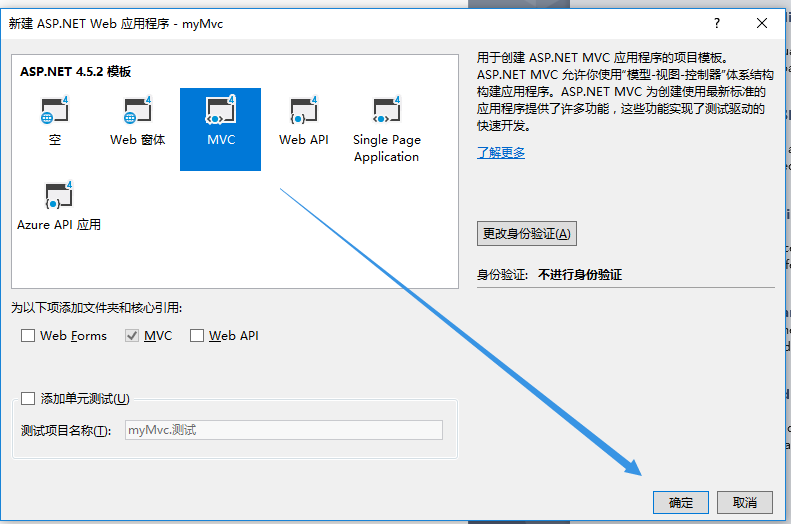 新建 ASP.NET Web 应用程序 - myMvc
ASP.NET 4.5.2 模板
空
Web 窗体
MVC
Web API
Single Page
Application
Azure API 应用
用于创建 ASP.NET MVC 应用程序的项目模板。
ASP.NET MVC 允许你使用"模型-视图-控制器"体系结构
构建应用程序。ASP.NET MVC 为创建使用最新标准的
应用程序提供了许多功能，这些功能实现了测试驱动的
快速开发。
了解更多
更改身份验证(A)
身份验证: 不进行身份验证
为以下项添加文件夹和核心引用:
Web Forms
MVC
Web API
添加单元测试(U)
测试项目名称(T):
myMvc.测试
确定
取消